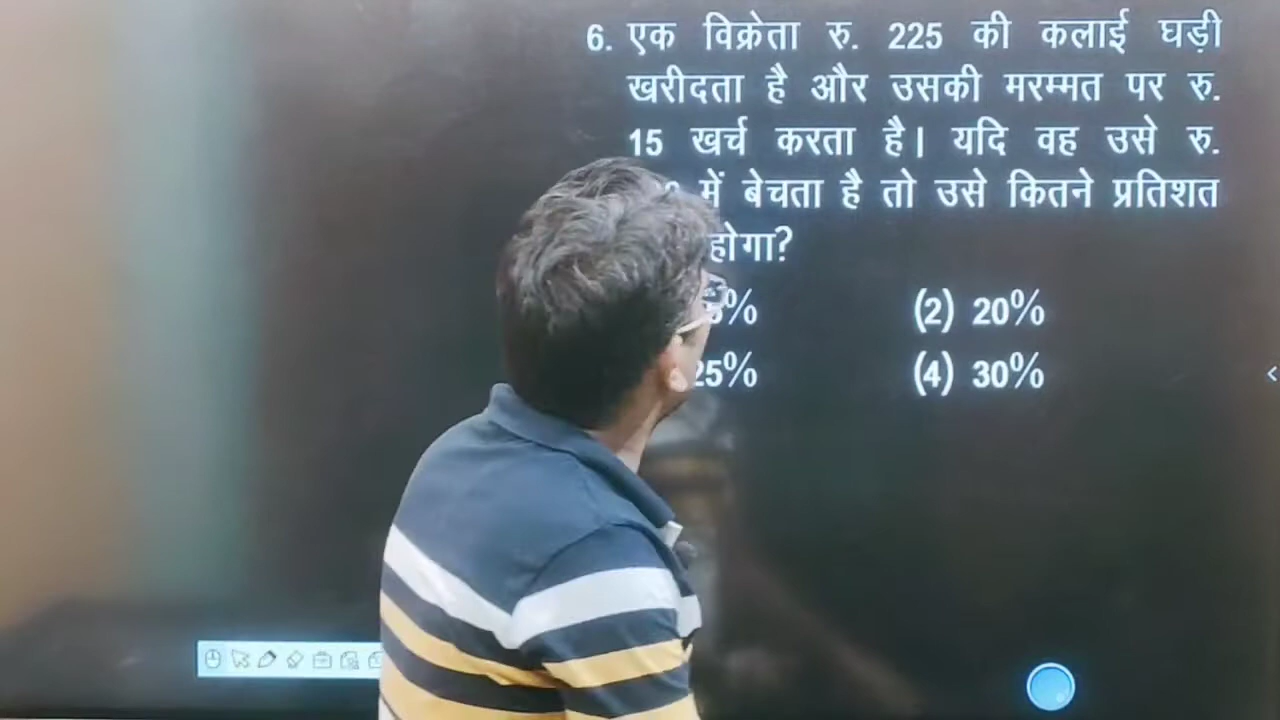 6. एक विक्रेता रु. 225 की कलाई घड़ी
खरीदता है और उसकी मरम्मत पर रु.
15 खर्च करता है। यदि वह उसे रु.
में बेचता है तो उसे कितने प्रतिशत
होगा?
(2) 20%
25% (4) 30%